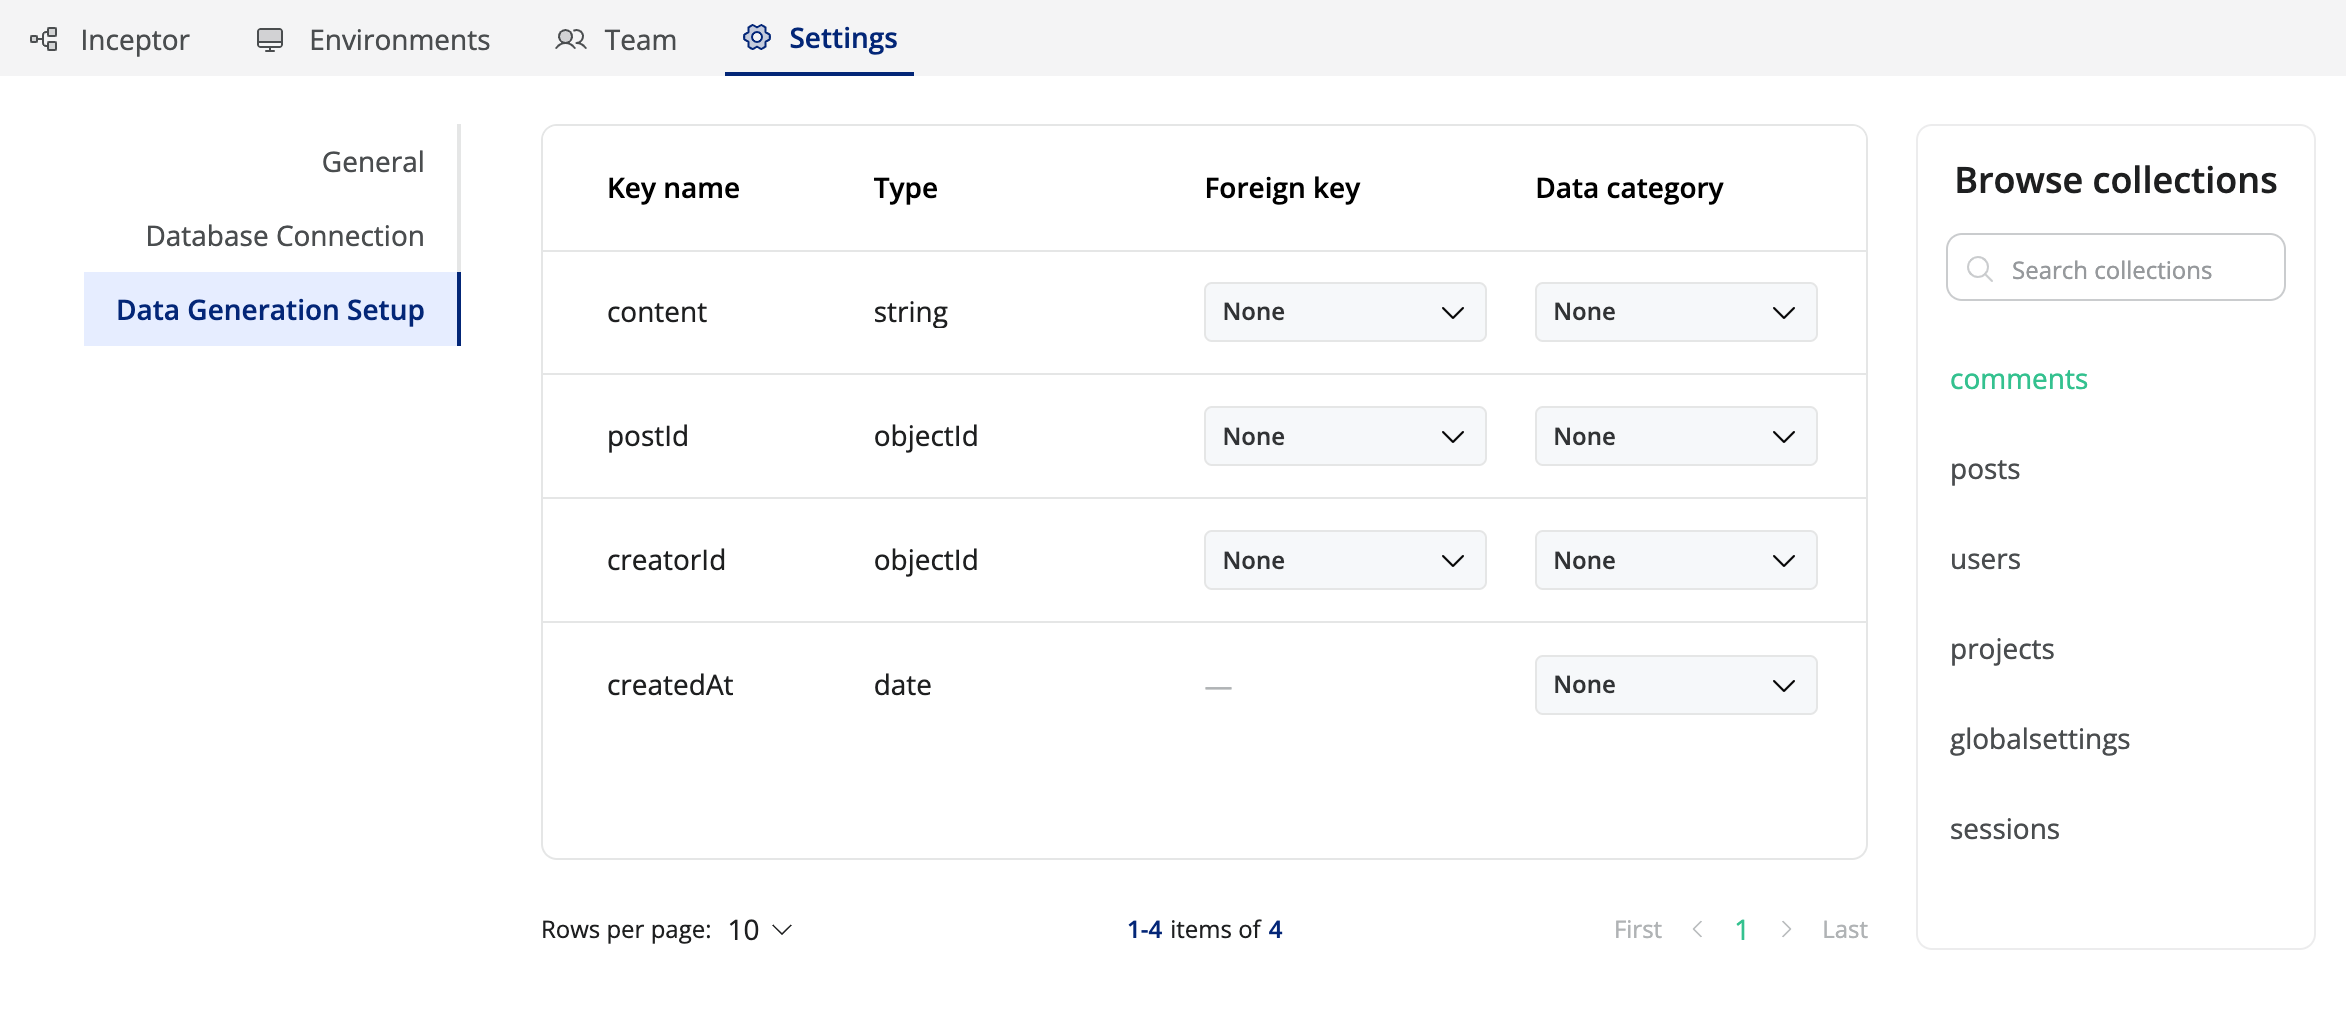 Inceptor Environments Team Settings
General
Database Connection
Data Generation Setup
Key name Type Foreign key Data category
content string None None
postId objectId None None
creatorId objectId None None
createdAt date — None
Rows per page: 10 1-4 items of 4 First < 1 > Last
Browse collections
Search collections
comments
posts
users
projects
globalsettings
sessions